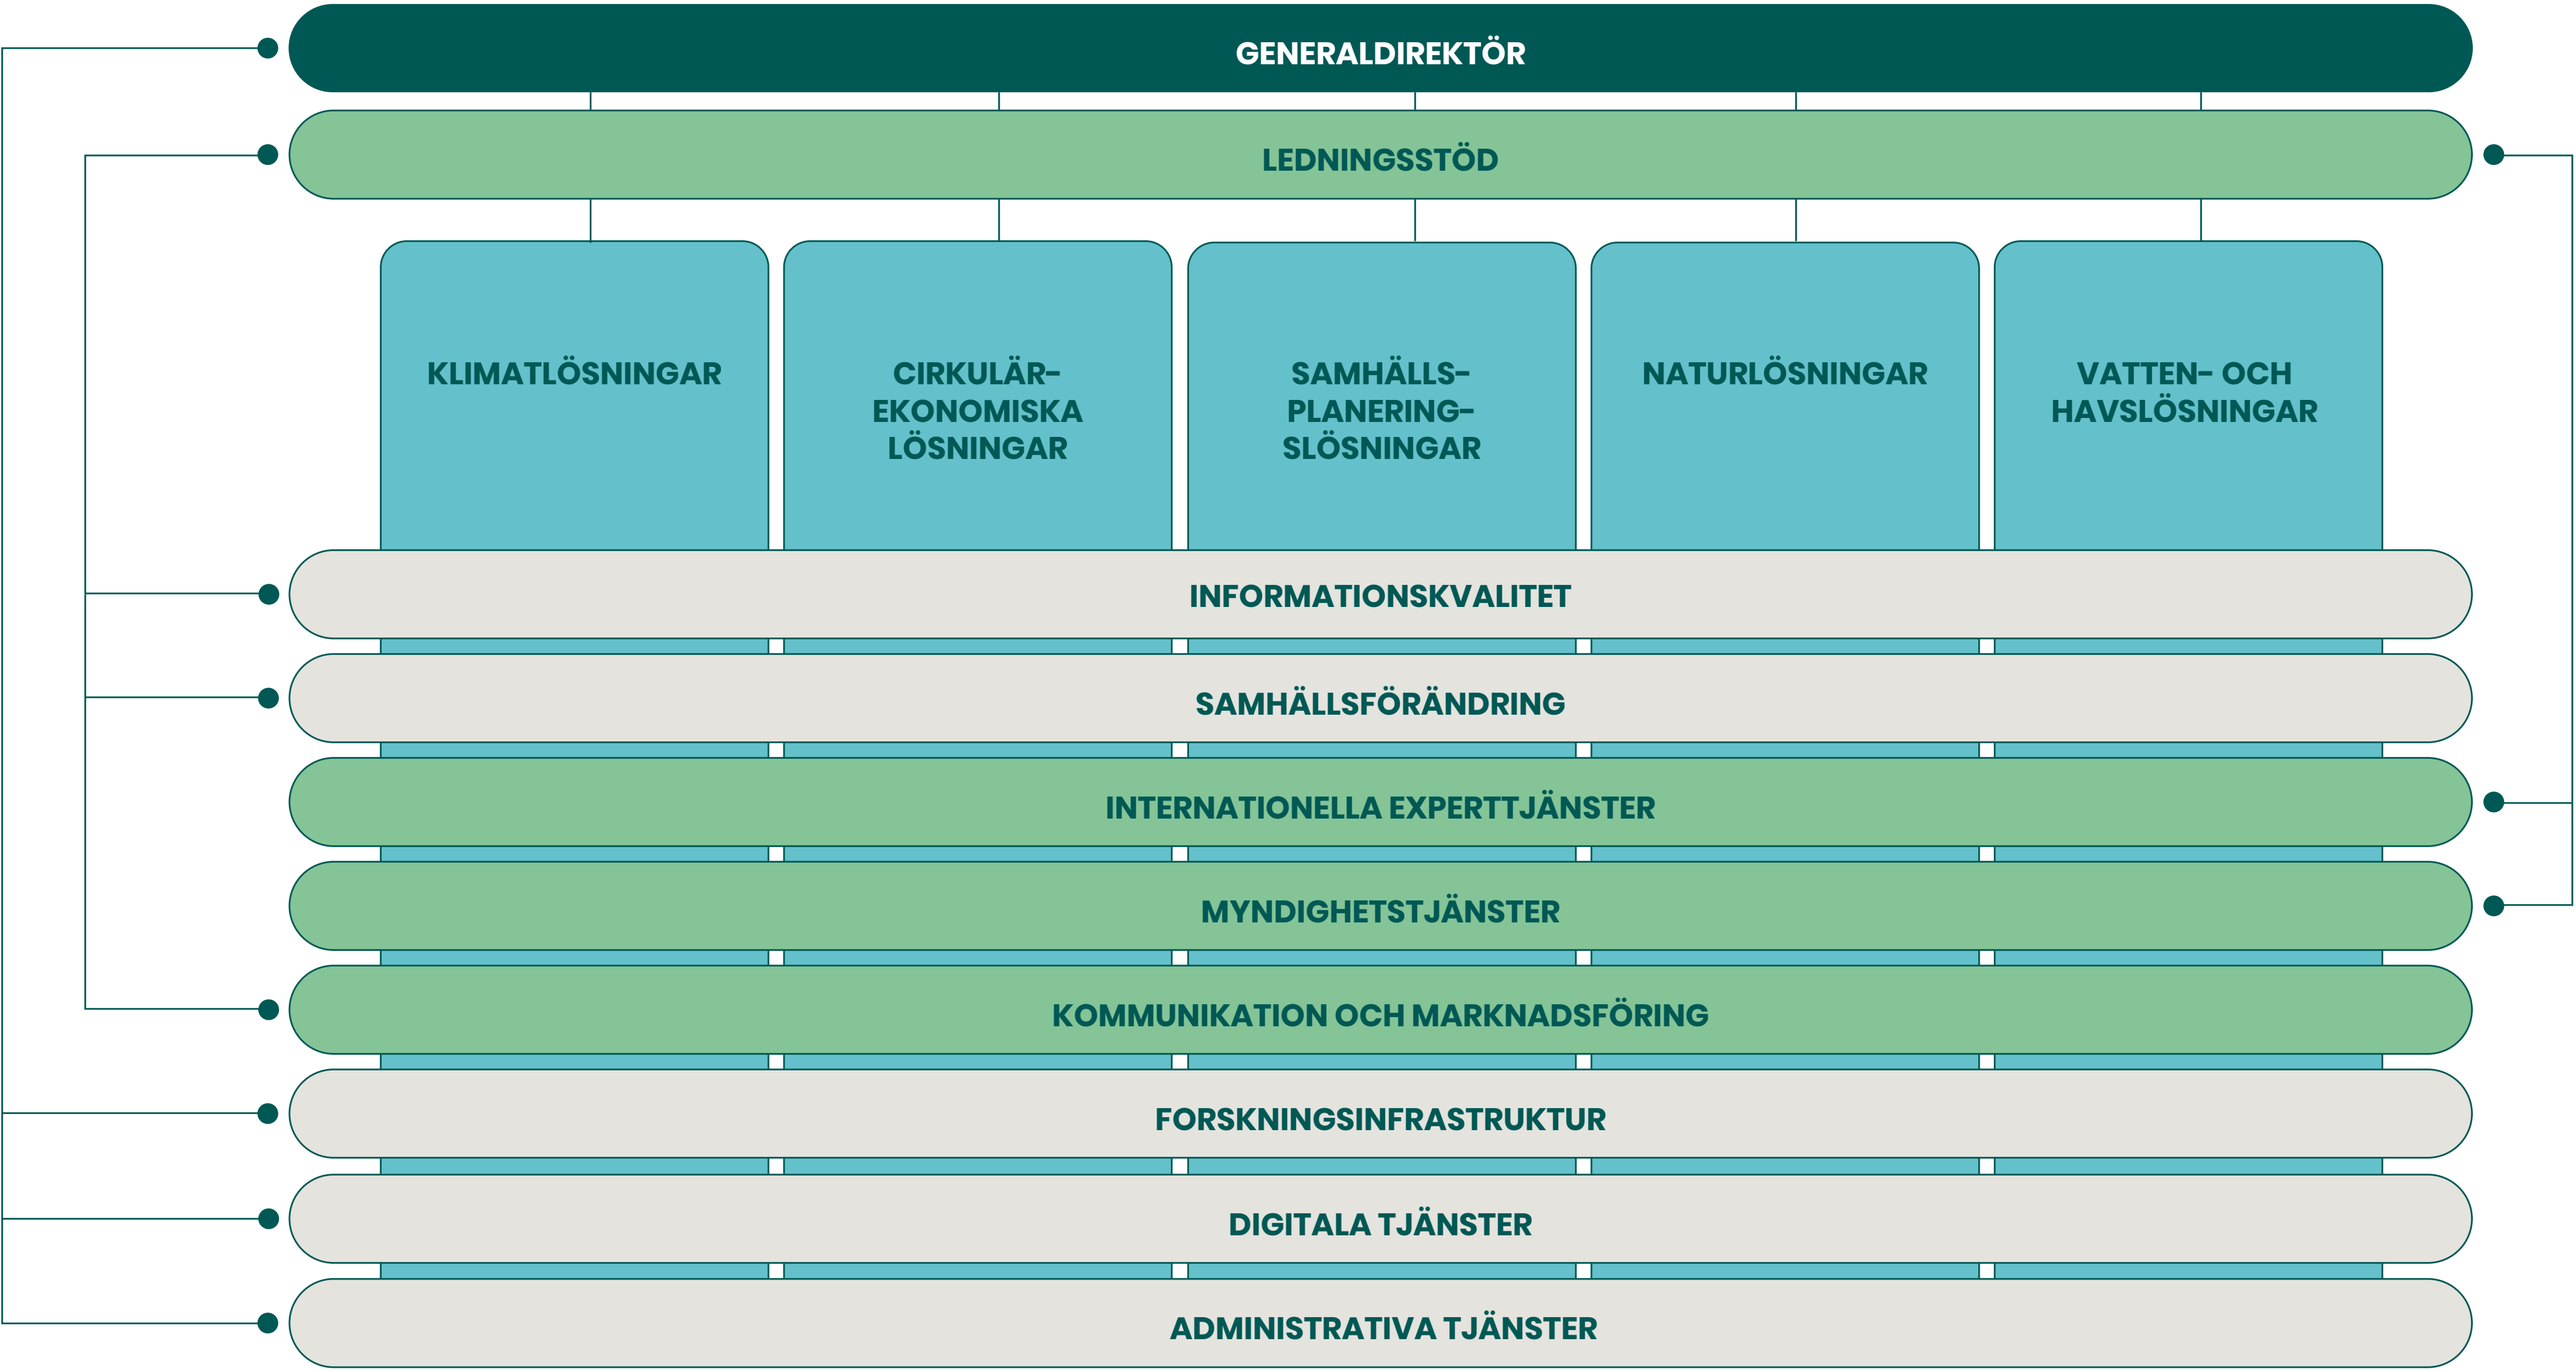 GENERALDIREKTÖR
LEDNINGSSTÖD
KLIMATLÖSNINGAR
CIRKULÄR-
EKONOMISKA
LÖSNINGAR
SAMHÄLLS-
PLANERING-
SLÖSNINGAR
NATURLÖSNINGAR
VATTEN- OCH
HAVSLÖSNINGAR
INFORMATIONSKVALITET
SAMHÄLLSFÖRÄNDRING
INTERNATIONELLA EXPERTTJÄNSTER
MYNDIGHETSTJÄNSTER
KOMMUNIKATION OCH MARKNADSFÖRING
FORSKNINGSINFRASTRUKTUR
DIGITALA TJÄNSTER
ADMINISTRATIVA TJÄNSTER